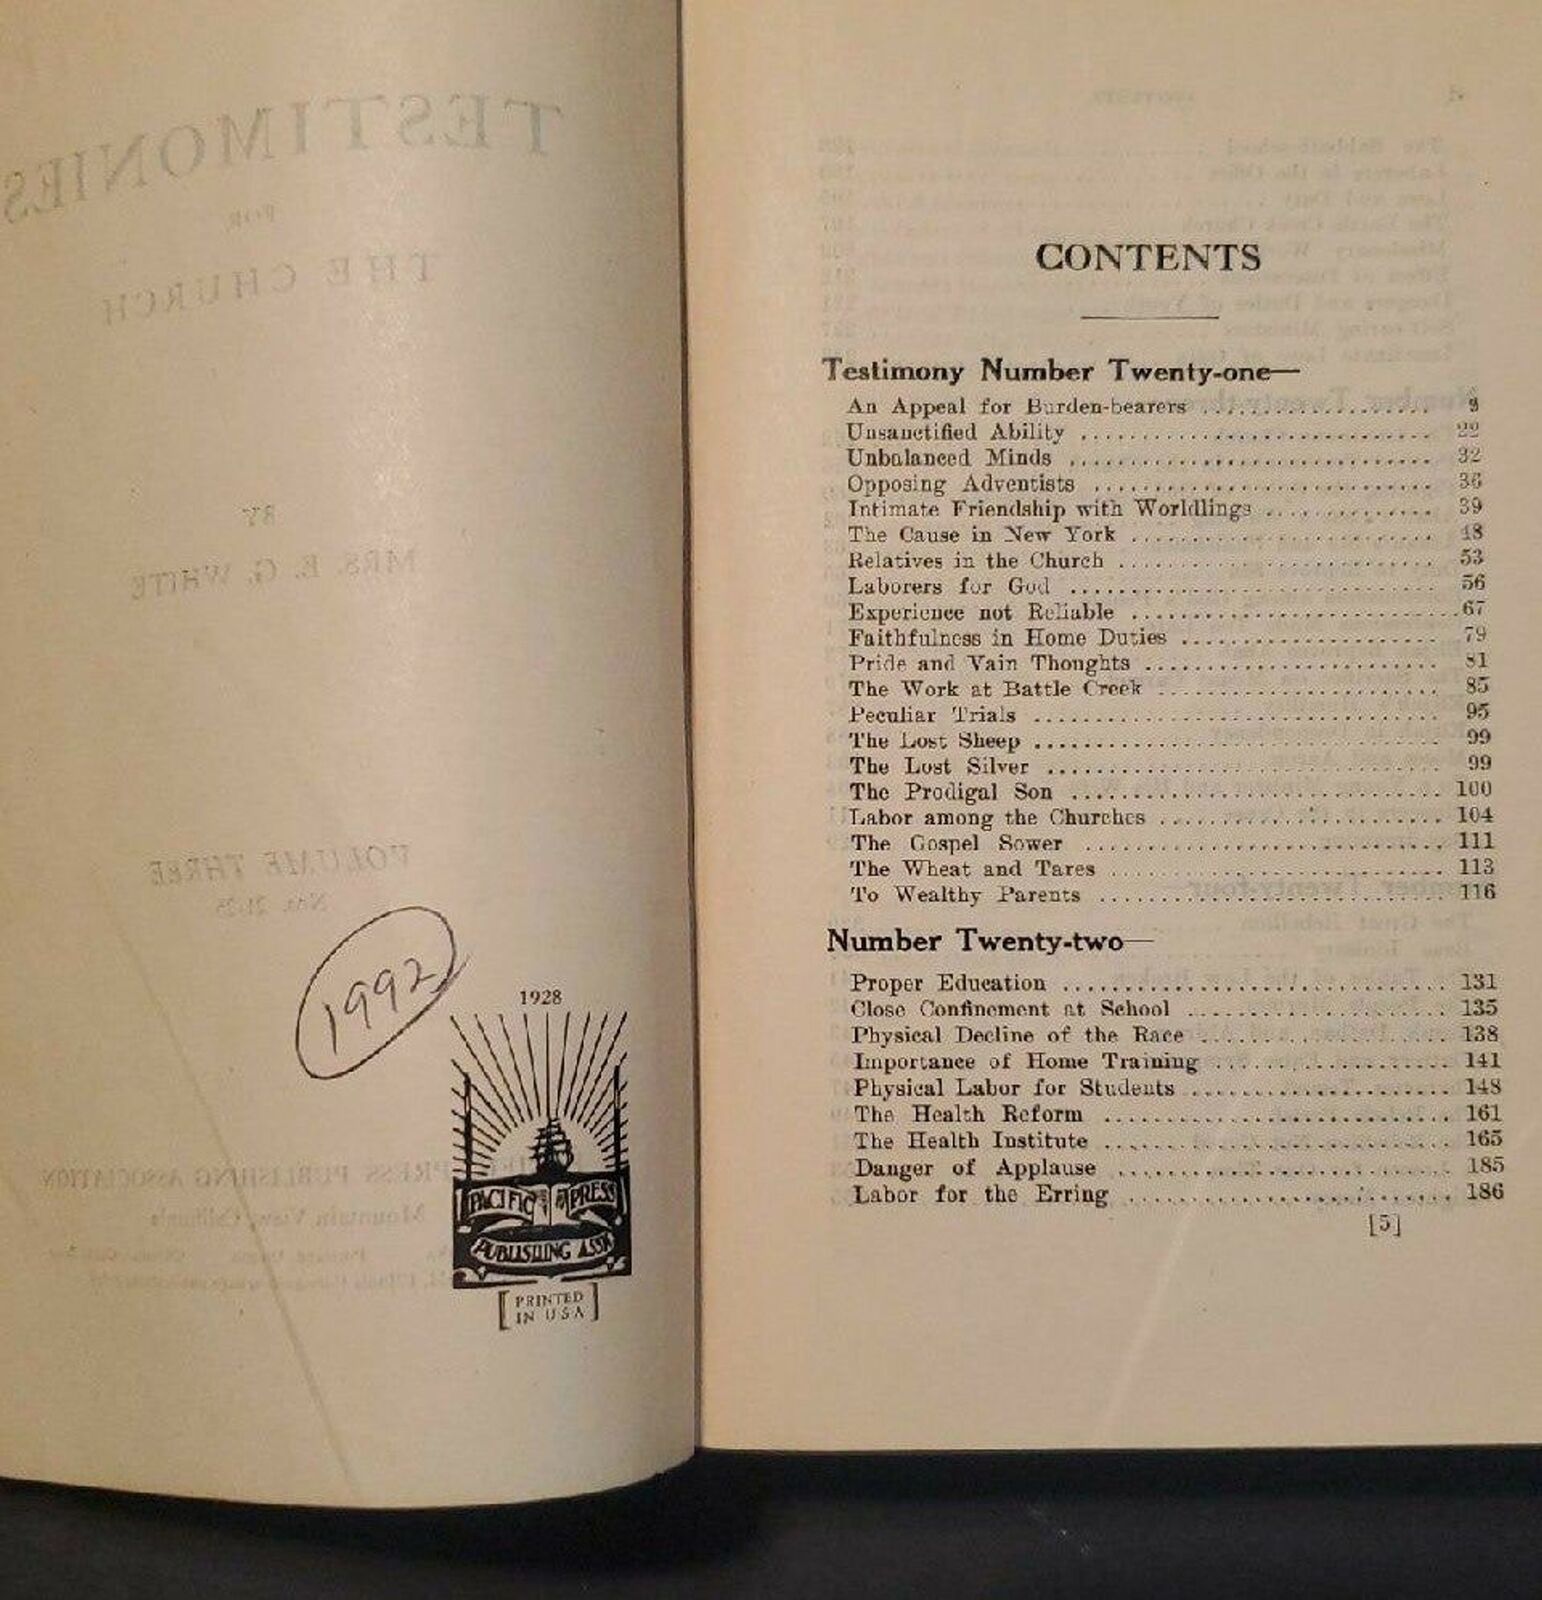 1992
1928
PACIFIC PRESS
PUBLISHING ASSN
[PRINTED
IN USA]
CONTENTS
Testimony Number Twenty-one—
An Appeal for Burden-bearers ................... 9
Unsanctified Ability ............................. 22
Unbalanced Minds .............................. 32
Opposing Adventists ............................ 36
Intimate Friendship with Worldlings .............. 39
The Cause in New York ......................... 48
Relatives in the Church .......................... 53
Laborers for God .............................. 56
Experience not Reliable ........................... 67
Faithfulness in Home Duties ..................... 79
Pride and Vain Thoughts ........................ 81
The Work at Battle Creek ....................... 85
Peculiar Trials ................................. 95
The Lost Sheep ................................. 99
The Lost Silver ................................ 99
The Prodigal Son ............................... 100
Labor among the Churches ........................ 104
The Gospel Sower .............................. 111
The Wheat and Tares ............................ 113
To Wealthy Parents ............................. 116
Number Twenty-two—
Proper Education ................................ 131
Close Confinement at School ...................... 135
Physical Decline of the Race ..................... 138
Importance of Home Training .................... 141
Physical Labor for Students ...................... 148
The Health Reform ............................. 161
The Health Institute ............................. 165
Danger of Applause ............................ 185
Labor for the Erring ........................... 186
[5]